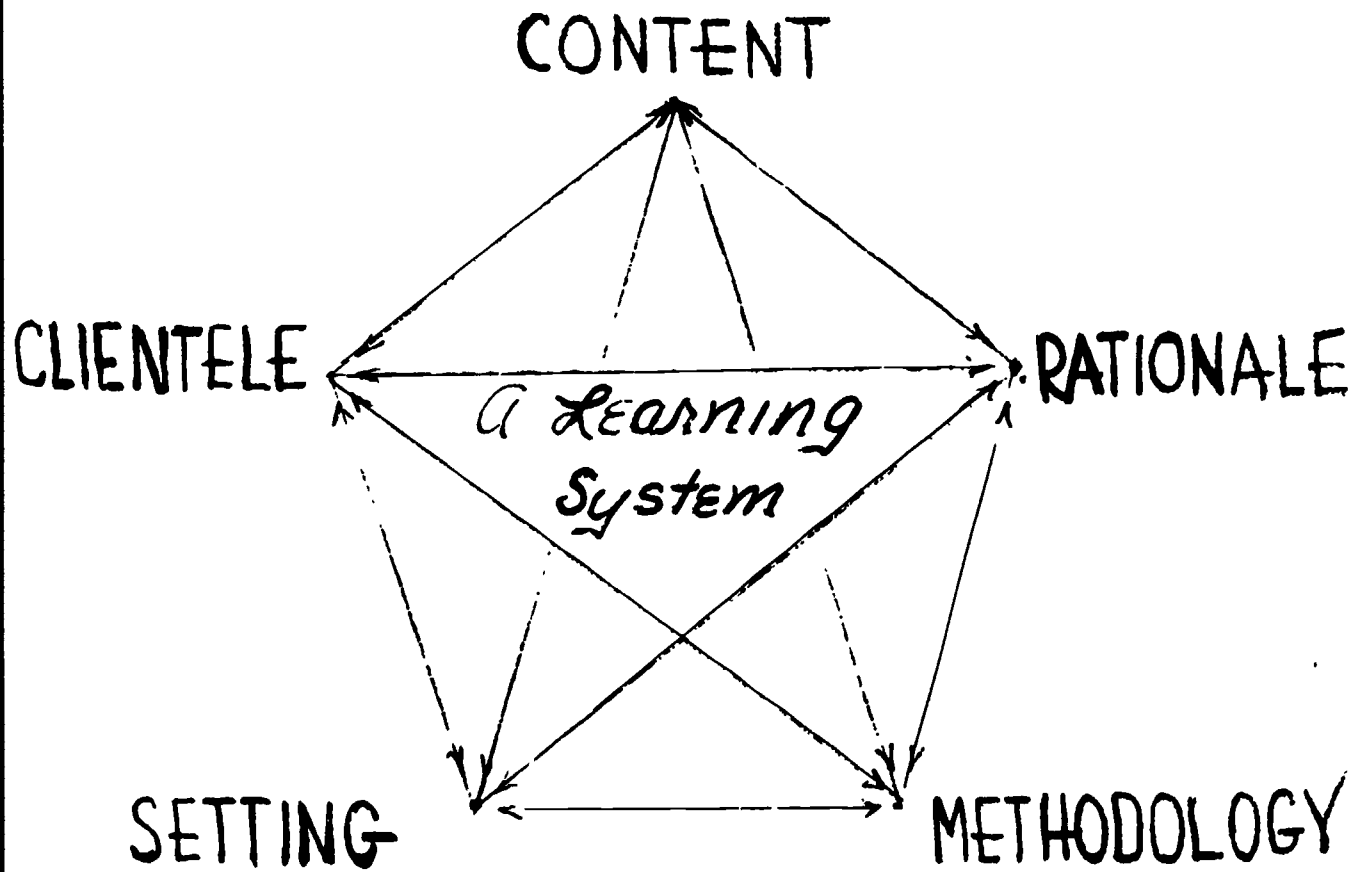 CONTENT
CLIENTELE
RATIONALE
a Learning
System
SETTING
METHODOLOGY